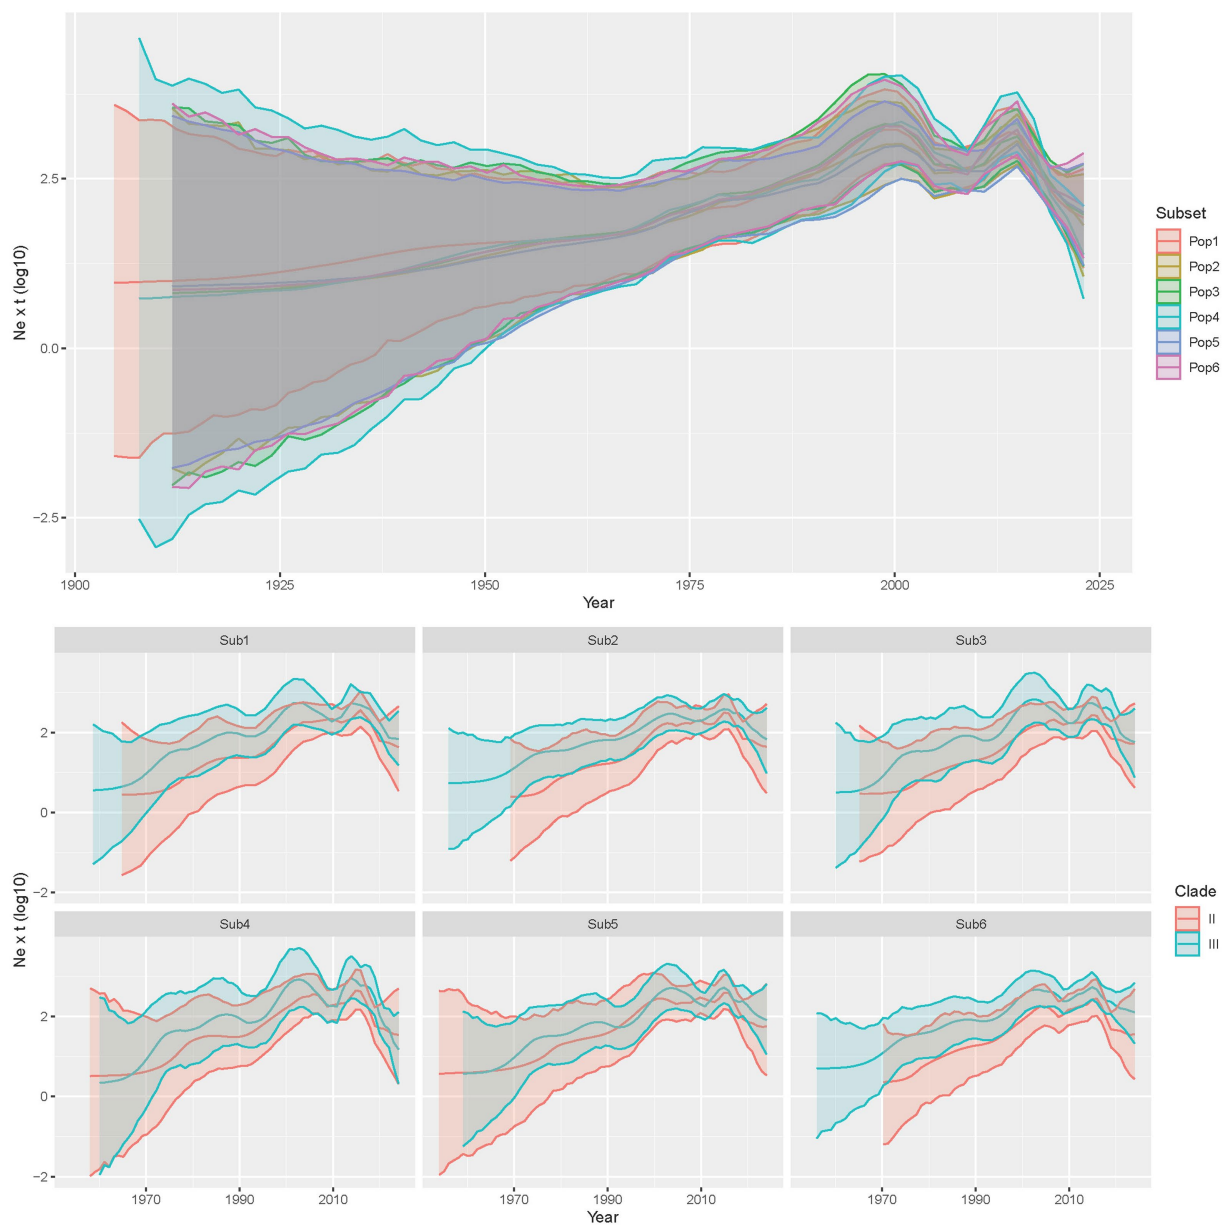 Ne x t (log10)
2.5
0.0
−2.5
1900 1925 1950 1975 2000 2025
Year
Subset
Pop1
Pop2
Pop3
Pop4
Pop5
Pop6
Sub1 Sub2 Sub3
2
0
−2
Ne x t (log10)
Sub4 Sub5 Sub6
2
0
−2
1970 1990 2010 1970 1990 2010 1970 1990 2010
Year
Clade
II
III